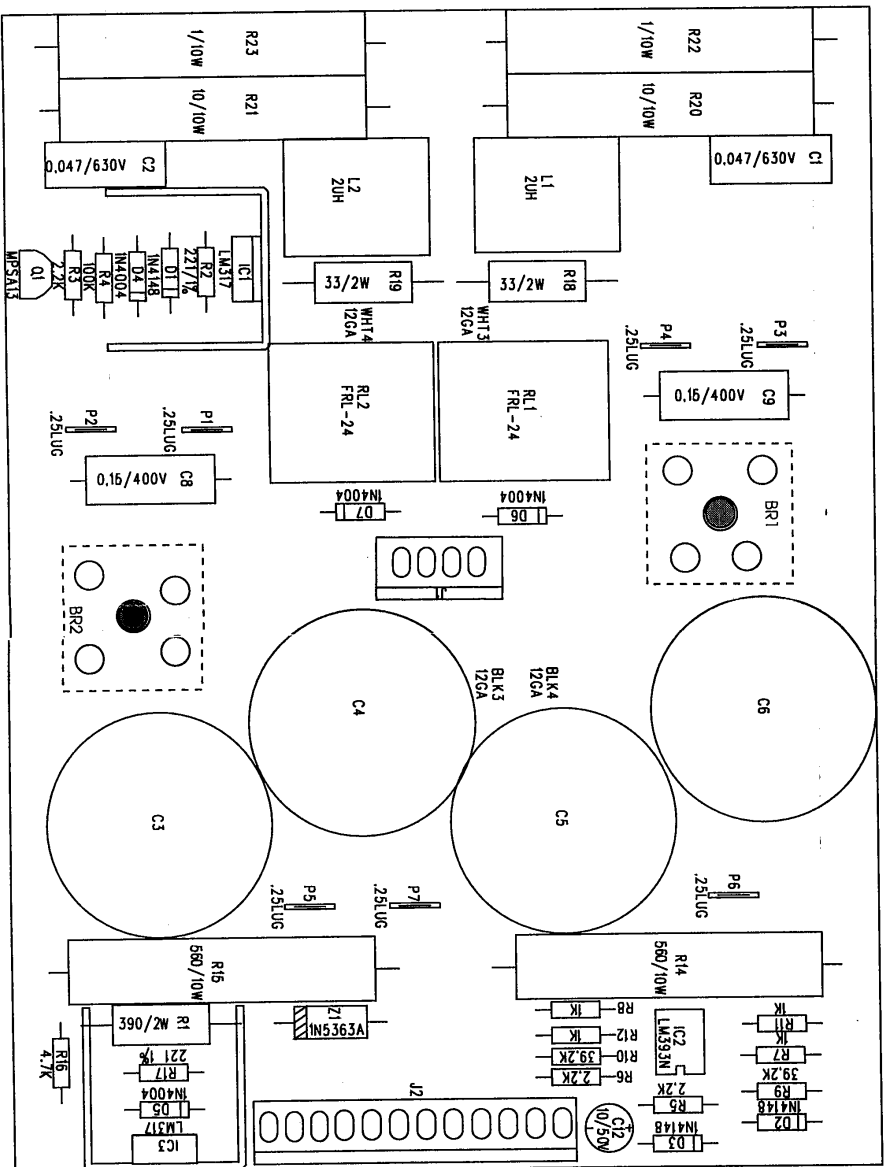 R23
1/10W
R22
1/10W
R21
10/10W
R20
10/10W
0.047/630V C2
L2
2UH
L1
2UH
0.047/630V C1
Q1
MPSA13
R3
2.2K
R4
100K
D4
1N4004
D1
1N4148
R2
221/1%
IC1
LM317
33/2W R19
33/2W R18
WHT4
12GA
WHT3
12GA
P4
.25LUG
P3
.25LUG
RL2
FRL-24
RL1
FRL-24
0.15/400V C9
P2
.25LUG
P1
.25LUG
0.15/400V C8
1N4004
D7
1N4004
D6
BR1
BR2
BLK3
12GA
BLK4
12GA
C4
C6
C3
C5
P5
.25LUG
P7
.25LUG
P6
.25LUG
R15
560/10W
R14
560/10W
390/2W R1
Z1
1N5363A
R16
4.7K
221 1%
R17
1N4004
D5
LM317
IC3
J2
C12
+
10/50V
1K R8
1K R12
39.2K R10
2.2K R6
IC2
LM393N
1K
R11
1K
R7
39.2K
R9
2.2K
R5
1N4148
D2
1N4148
D3